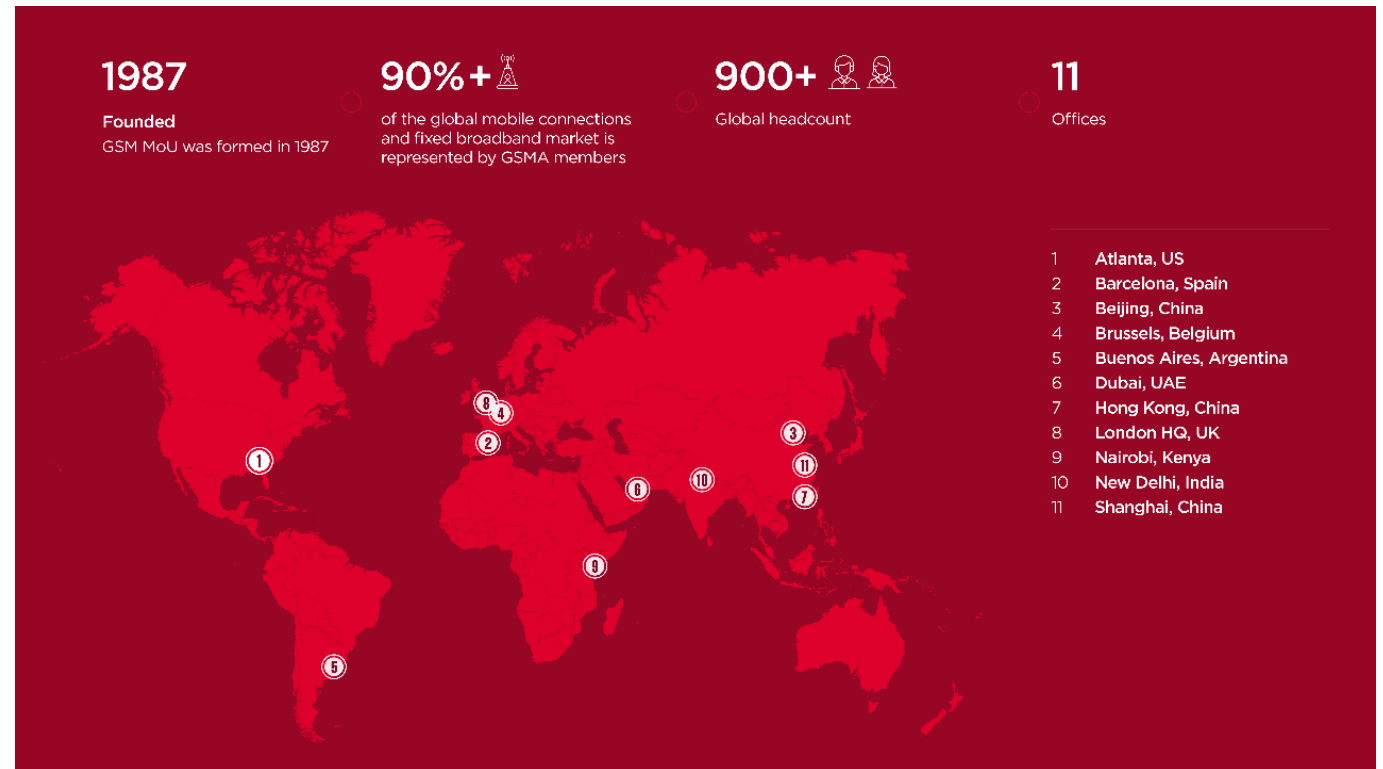 1987
Founded
GSM MoU was formed in 1987
90%+
of the global mobile connections
and fixed broadband market is
represented by GSMA members
900+
Global headcount
11
Offices
1 Atlanta, US
2 Barcelona, Spain
3 Beijing, China
4 Brussels, Belgium
5 Buenos Aires, Argentina
6 Dubai, UAE
7 Hong Kong, China
8 London HQ, UK
9 Nairobi, Kenya
10 New Delhi, India
11 Shanghai, China
8
4
2
1
3
11
10
6
7
9
5